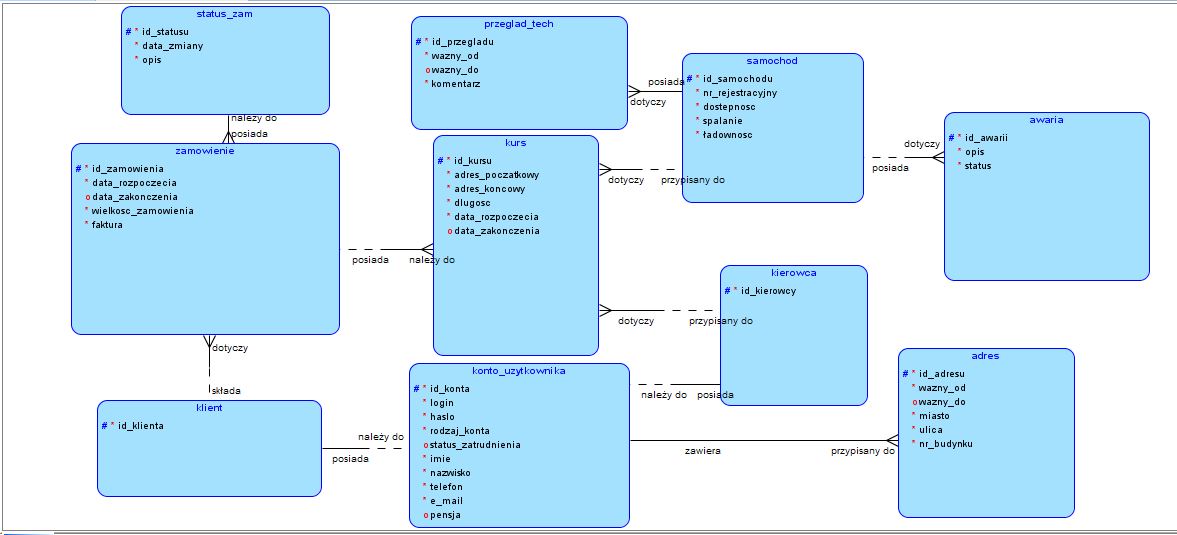 status_zam
# * id_statusu
* data_zmiany
* opis
należy do
posiada
zamowienie
# * id_zamowienia
* data_rozpoczecia
o data_zakonczenia
* wielkosc_zamowienia
* faktura
posiada
należy do
dotyczy
składa
klient
# * id_klienta
należy do
posiada
przeglad_tech
# * id_przegladu
* wazny_od
o wazny_do
* komentarz
posiada
dotyczy
kurs
# * id_kursu
* adres_poczatkowy
* adres_koncowy
* dlugosc
* data_rozpoczecia
o data_zakonczenia
dotyczy
przypisany do
dotyczy
przypisany do
samochod
# * id_samochodu
* nr_rejestracyjny
* dostepnosc
* spalanie
* ładownosc
dotyczy
posiada
awaria
# * id_awarii
* opis
* status
kierowca
# * id_kierowcy
należy do
posiada
konto_uzytkownika
# * id_konta
* login
* haslo
* rodzaj_konta
o status_zatrudnienia
* imie
* nazwisko
* telefon
* e_mail
o pensja
zawiera
przypisany do
adres
# * id_adresu
* wazny_od
o wazny_do
* miasto
* ulica
* nr_budynku